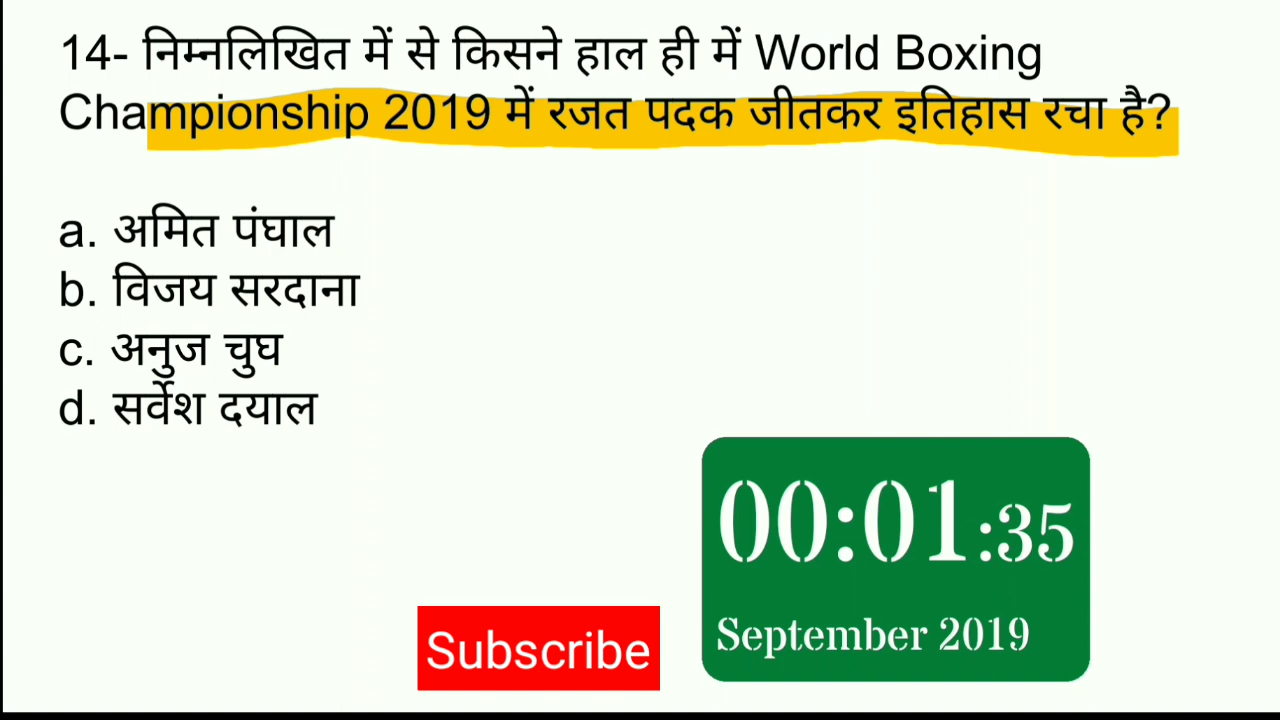 14- निम्नलिखित में से किसने हाल ही में World Boxing
Championship 2019 में रजत पदक जीतकर इतिहास रचा है?
a. अमित पंघाल
b. विजय सरदाना
c. अनुज चुघ
d. सर्वेश दयाल
00:01:35
September 2019
Subscribe